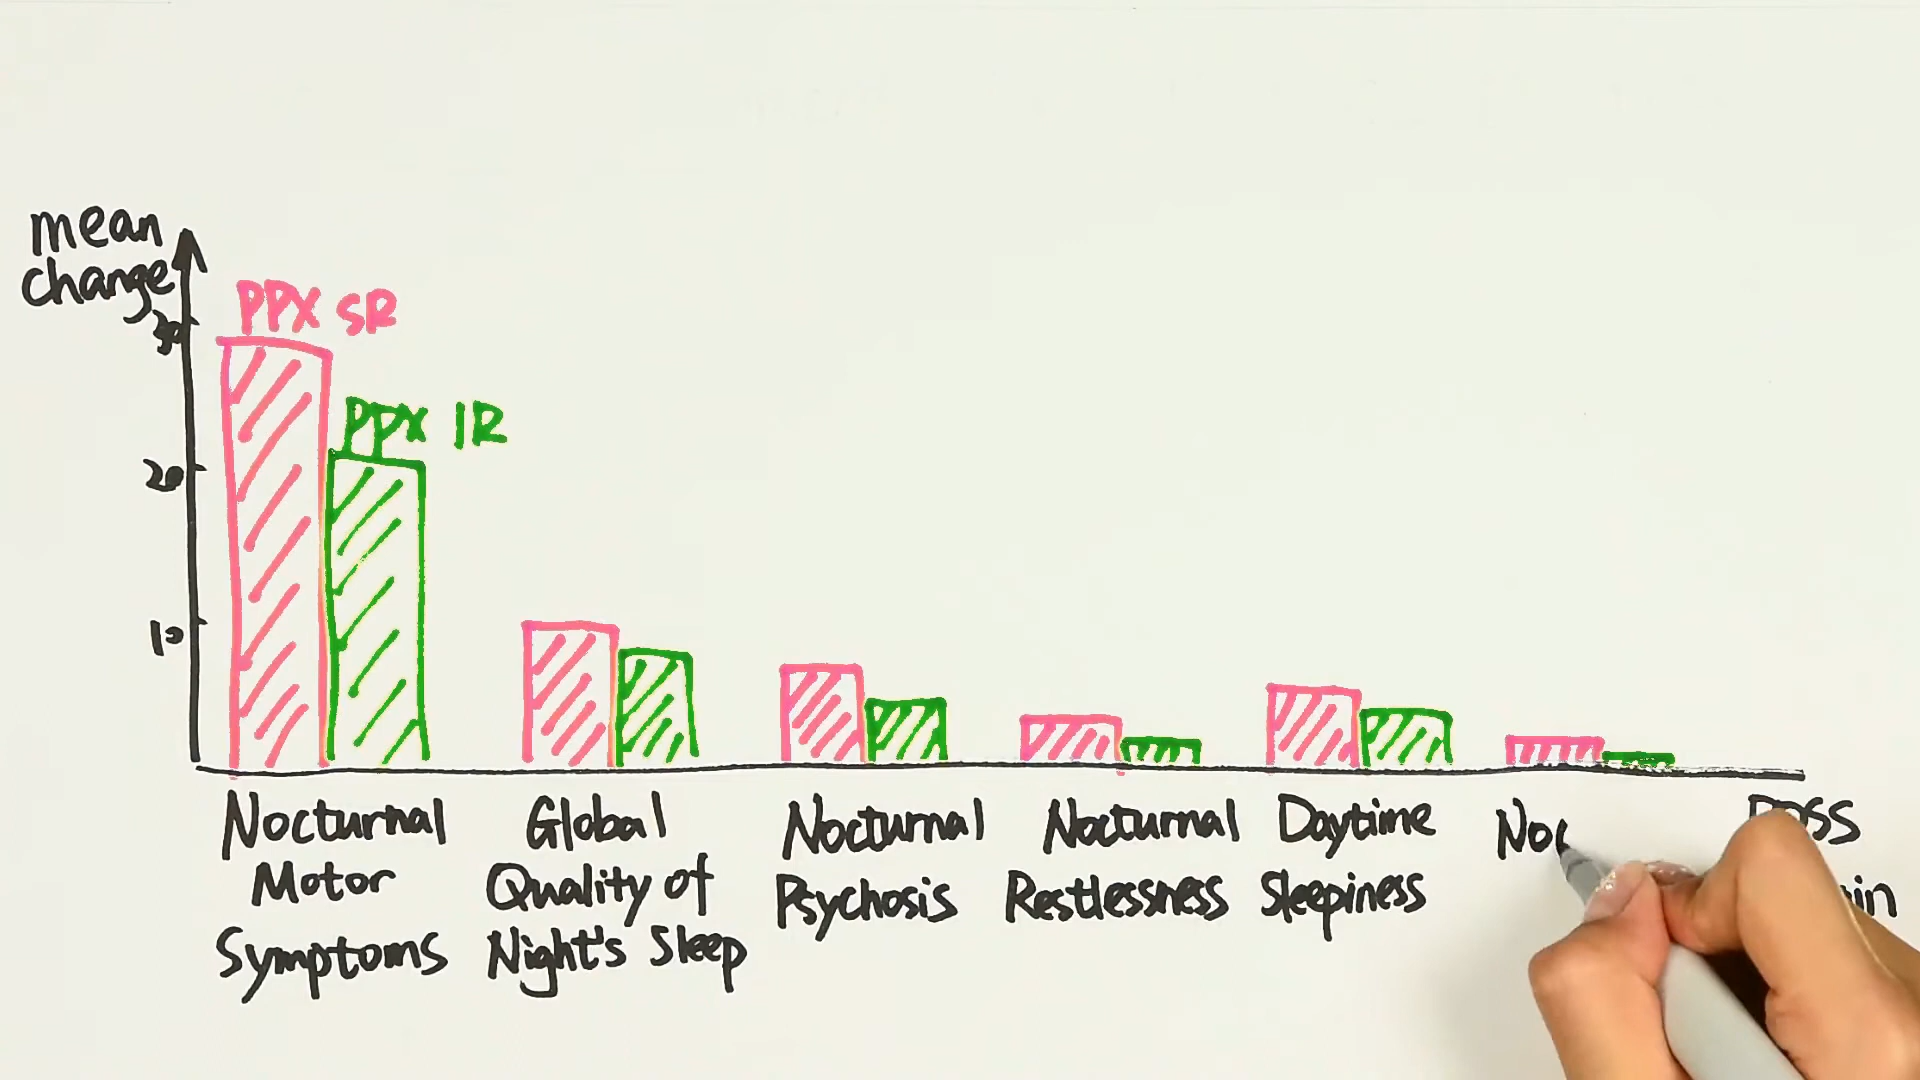 mean
change
30
PPX SR
PPX IR
20
10
Nocturnal
Motor
Symptoms
Global
Quality of
Night's Sleep
Nocturnal
Psychosis
Nocturnal
Restlessness
Daytime
Sleepiness